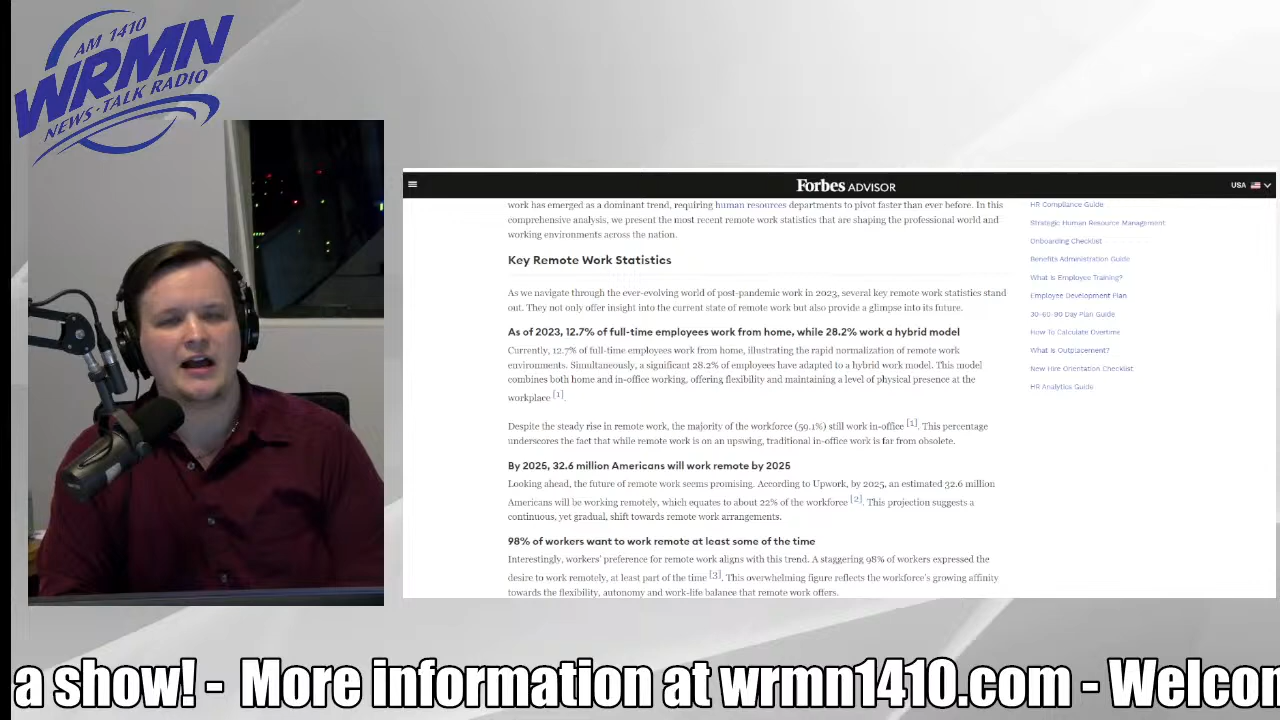 AM 1410
WRMN
NEWS·TALK RADIO
Forbes ADVISOR
USA
work has emerged as a dominant trend, requiring human resources departments to pivot faster than ever before. In this
comprehensive analysis, we present the most recent remote work statistics that are shaping the professional world and
working environments across the nation.
Key Remote Work Statistics
As we navigate through the ever-evolving world of post-pandemic work in 2023, several key remote work statistics stand
out. They not only offer insight into the current state of remote work but also provide a glimpse into its future.
As of 2023, 12.7% of full-time employees work from home, while 28.2% work a hybrid model
Currently, 12.7% of full-time employees work from home, illustrating the rapid normalization of remote work
environments. Simultaneously, a significant 28.2% of employees have adapted to a hybrid work model. This model
combines both home and in-office working, offering flexibility and maintaining a level of physical presence at the
workplace [1].
Despite the steady rise in remote work, the majority of the workforce (59.1%) still work in-office [1]. This percentage
underscores the fact that while remote work is on an upswing, traditional in-office work is far from obsolete.
By 2025, 32.6 million Americans will work remote by 2025
Looking ahead, the future of remote work seems promising. According to Upwork, by 2025, an estimated 32.6 million
Americans will be working remotely, which equates to about 22% of the workforce [2]. This projection suggests a
continuous, yet gradual, shift towards remote work arrangements.
98% of workers want to work remote at least some of the time
Interestingly, workers' preference for remote work aligns with this trend. A staggering 98% of workers expressed the
desire to work remotely, at least part of the time [3]. This overwhelming figure reflects the workforce's growing affinity
towards the flexibility, autonomy and work-life balance that remote work offers.
HR Compliance Guide
Strategic Human Resource Management
Onboarding Checklist
Benefits Administration Guide
What Is Employee Training?
Employee Development Plan
30-60-90 Day Plan Guide
How To Calculate Overtime
What Is Outplacement?
New Hire Orientation Checklist
HR Analytics Guide
a show! - More information at wrmn1410.com - Welcon